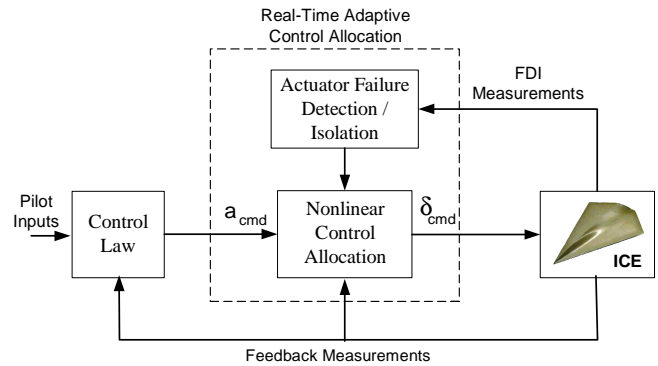 Real-Time Adaptive
Control Allocation
Actuator Failure
Detection /
Isolation
FDI
Measurements
Pilot
Inputs
Control
Law
a cmd
Nonlinear
Control
Allocation
δcmd
ICE
Feedback Measurements